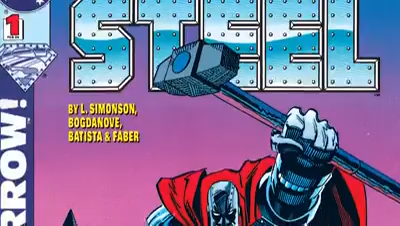 1
STEEL
BY L. SIMONSON,
BOGDANOVE,
BATISTA & FABER
RROW!